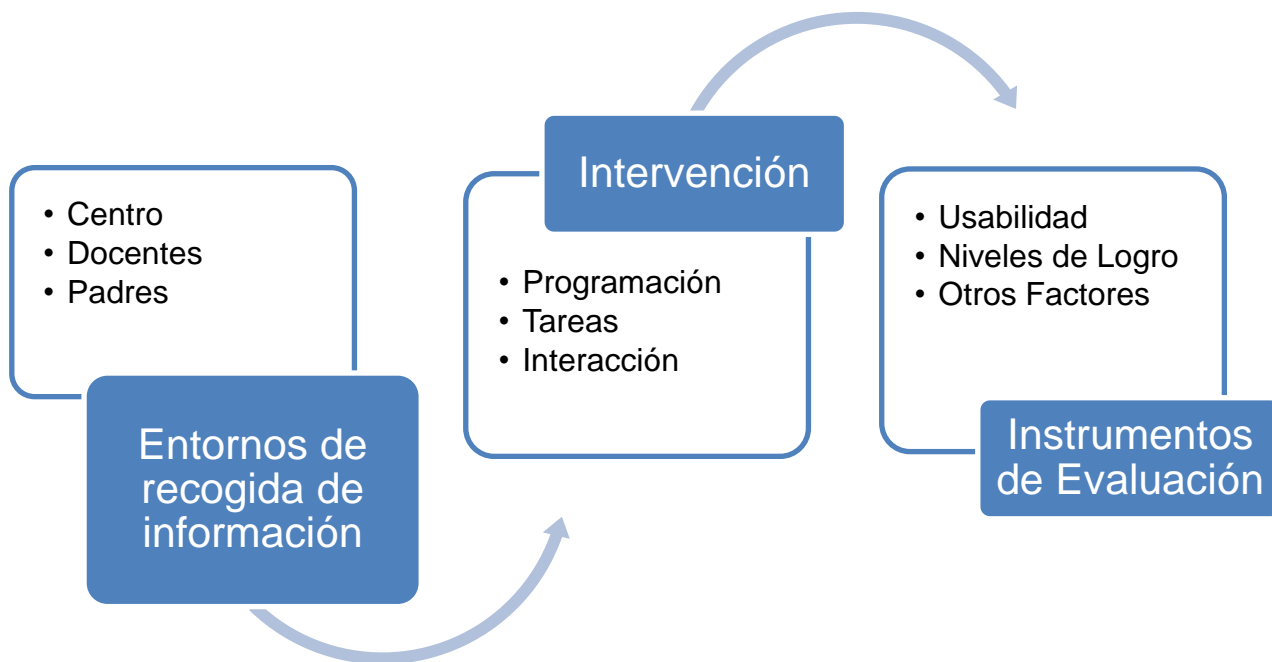 • Centro
• Docentes
• Padres
Entornos de
recogida de
información
Intervención
• Programación
• Tareas
• Interacción
• Usabilidad
• Niveles de Logro
• Otros Factores
Instrumentos
de Evaluación